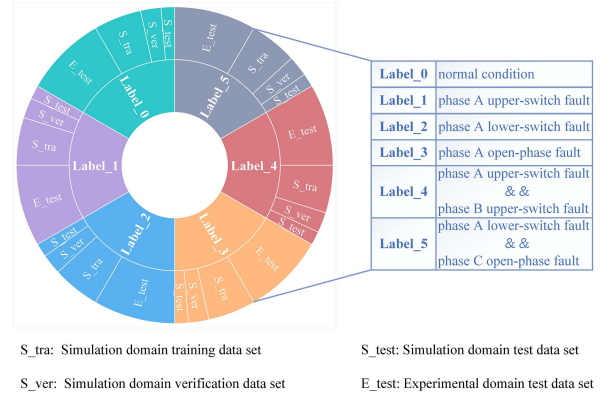 S_test
S_ver
S_tra
E_test
Label_0
E_test
S_tra
S_ver
S_test
Label_5
E_test
S_tra
S_ver
S_test
Label_4
E_test
S_tra
S_ver
S_test
Label_3
E_test
S_tra
S_ver
S_test
Label_2
E_test
S_tra
S_ver
S_test
Label_1
Label_0 normal condition
Label_1 phase A upper-switch fault
Label_2 phase A lower-switch fault
Label_3 phase A open-phase fault
phase A upper-switch fault
Label_4 & &
phase B upper-switch fault
phase A lower-switch fault
Label_5 & &
phase C open-phase fault
S_tra: Simulation domain training data set
S_test: Simulation domain test data set
S_ver: Simulation domain verification data set
E_test: Experimental domain test data set